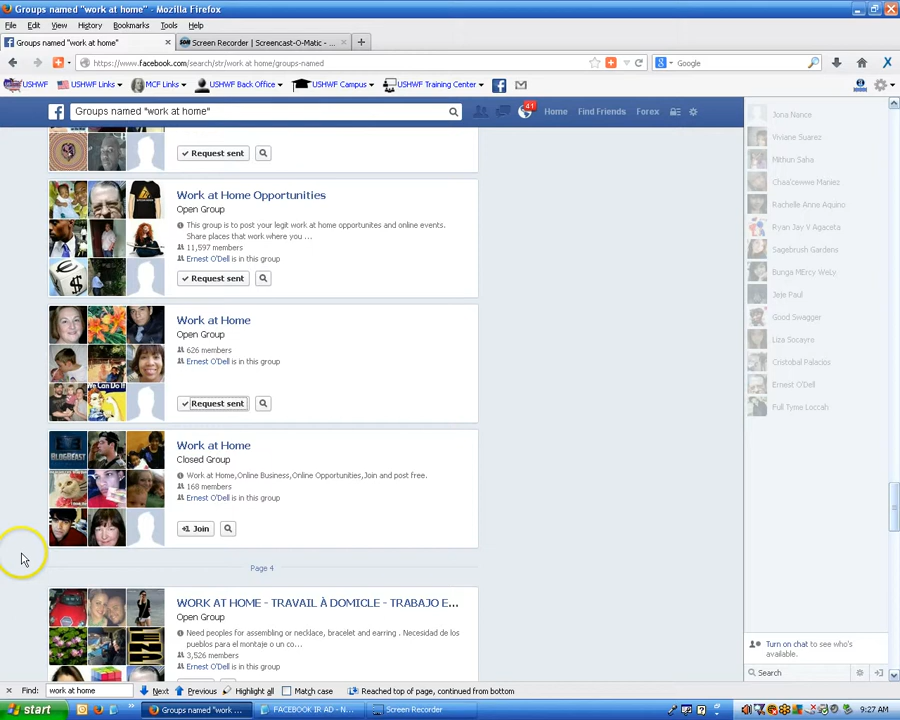 Groups named "work at home" - Mozilla Firefox
File Edit View History Bookmarks Tools Help
Groups named "work at home" × Screen Recorder | Screencast-O-Matic - ... × +
https://www.facebook.com/search/str/work at home/groups-named
Google
USHWF USHWF Links MCF Links USHWF Back Office USHWF Campus USHWF Training Center
Groups named "work at home"
41
Home Find Friends Forex
Request sent
Work at Home Opportunities
Open Group
This group is to post your legit work at home opportunites and online events.
Share places that work where you ...
11,597 members
Ernest O'Dell is in this group
Request sent
Work at Home
Open Group
626 members
Ernest O'Dell is in this group
Request sent
Work at Home
Closed Group
Work at Home,Online Business,Online Opportunities,Join and post free.
168 members
Ernest O'Dell is in this group
+1 Join
Page 4
WORK AT HOME - TRAVAIL À DOMICLE - TRABAJO E...
Open Group
Need peoples for assembling or necklace, bracelet and earring . Necesidad de los
pueblos para el montaje o un co...
3,526 members
Ernest O'Dell is in this group
Jona Nance
Viviane Suarez
Mithun Saha
Chaa'cewwe Maniez
Rachelle Anne Aquino
Ryan Jay V Agaceta
Sagebrush Gardens
Bunga MErcy WeLy
Jeje Paul
Good Swagger
Liza Socayre
Cristobal Palacios
Ernest O'Dell
Full Tyme Loccah
Turn on chat to see who's
available.
Search
× Find: work at home Next Previous Highlight all Match case Reached top of page, continued from bottom
start Groups named "work ... FACEBOOK IR AD - N... Screen Recorder 9:27 AM